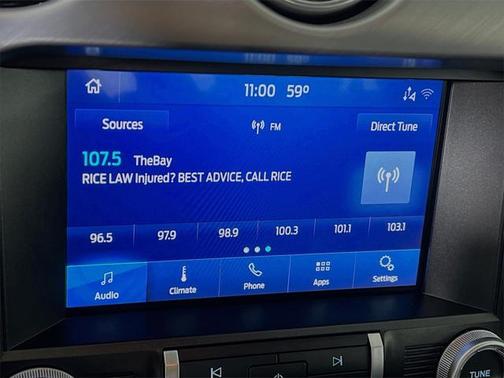 11:00 59º
Sources
FM
Direct Tune
107.5 TheBay
RICE LAW Injured? BEST ADVICE, CALL RICE
96.5 97.9 98.9 100.3 101.1 103.1
Audio Climate Phone Apps Settings
TUNE